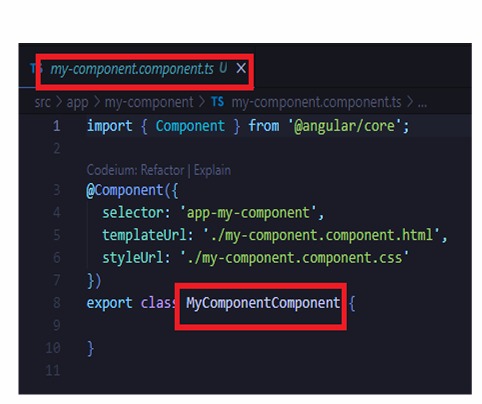 TS my-component.component.ts U X
src > app > my-component > TS my-component.component.ts > ...
1 import { Component } from '@angular/core';
2
Codeium: Refactor | Explain
3 @Component({
4 selector: 'app-my-component',
5 templateUrl: './my-component.component.html',
6 styleUrl: './my-component.component.css'
7 })
8 export class MyComponentComponent {
9
10 }
11